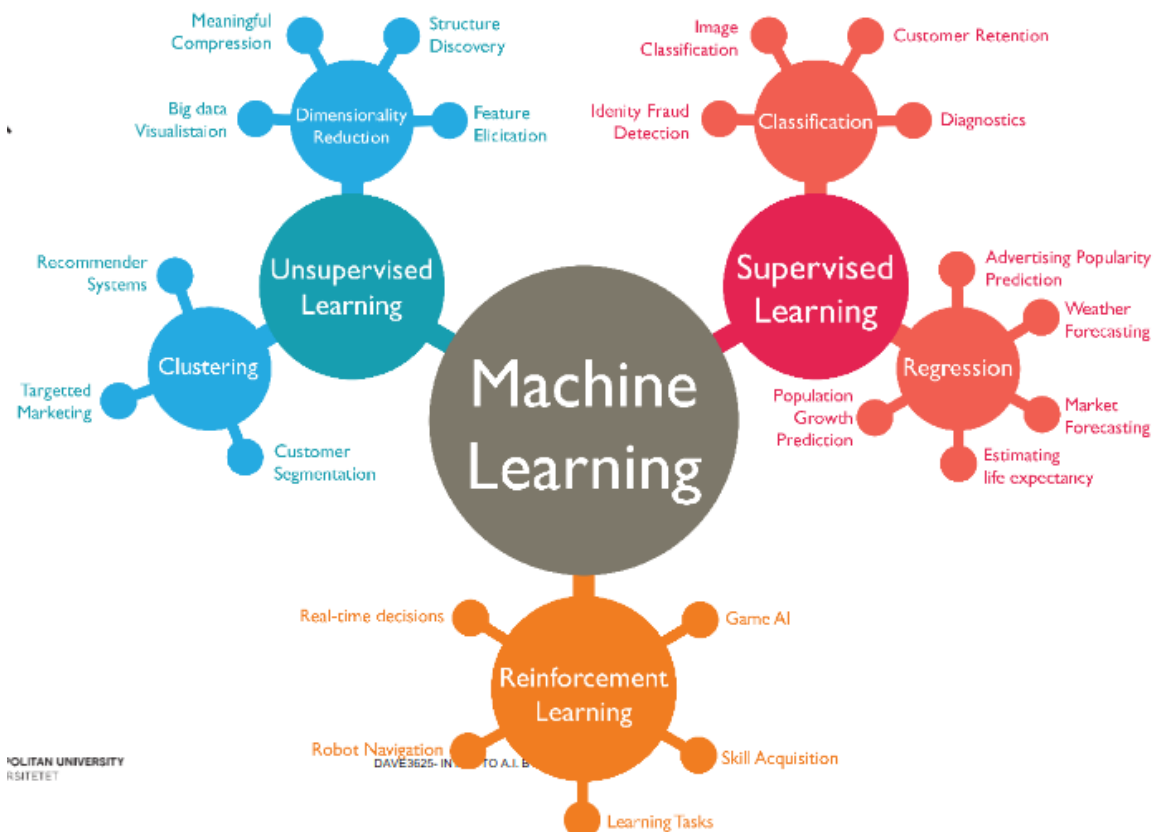 Meaningful
Compression
Structure
Discovery
Big data
Visualistaion
Dimensionality
Reduction
Feature
Elicitation
Image
Classification
Customer Retention
Idenity Fraud
Detection
Classification
Diagnostics
Recommender
Systems
Unsupervised
Learning
Clustering
Targetted
Marketing
Customer
Segmentation
Machine
Learning
Supervised
Learning
Advertising Popularity
Prediction
Weather
Forecasting
Regression
Population
Growth
Prediction
Market
Forecasting
Estimating
life expectancy
Real-time decisions
Game AI
Reinforcement
Learning
Robot Navigation
Skill Acquisition
Learning Tasks
POLITAN UNIVERSITY
RSITETET
DAVE3625- IN TO A.I. B